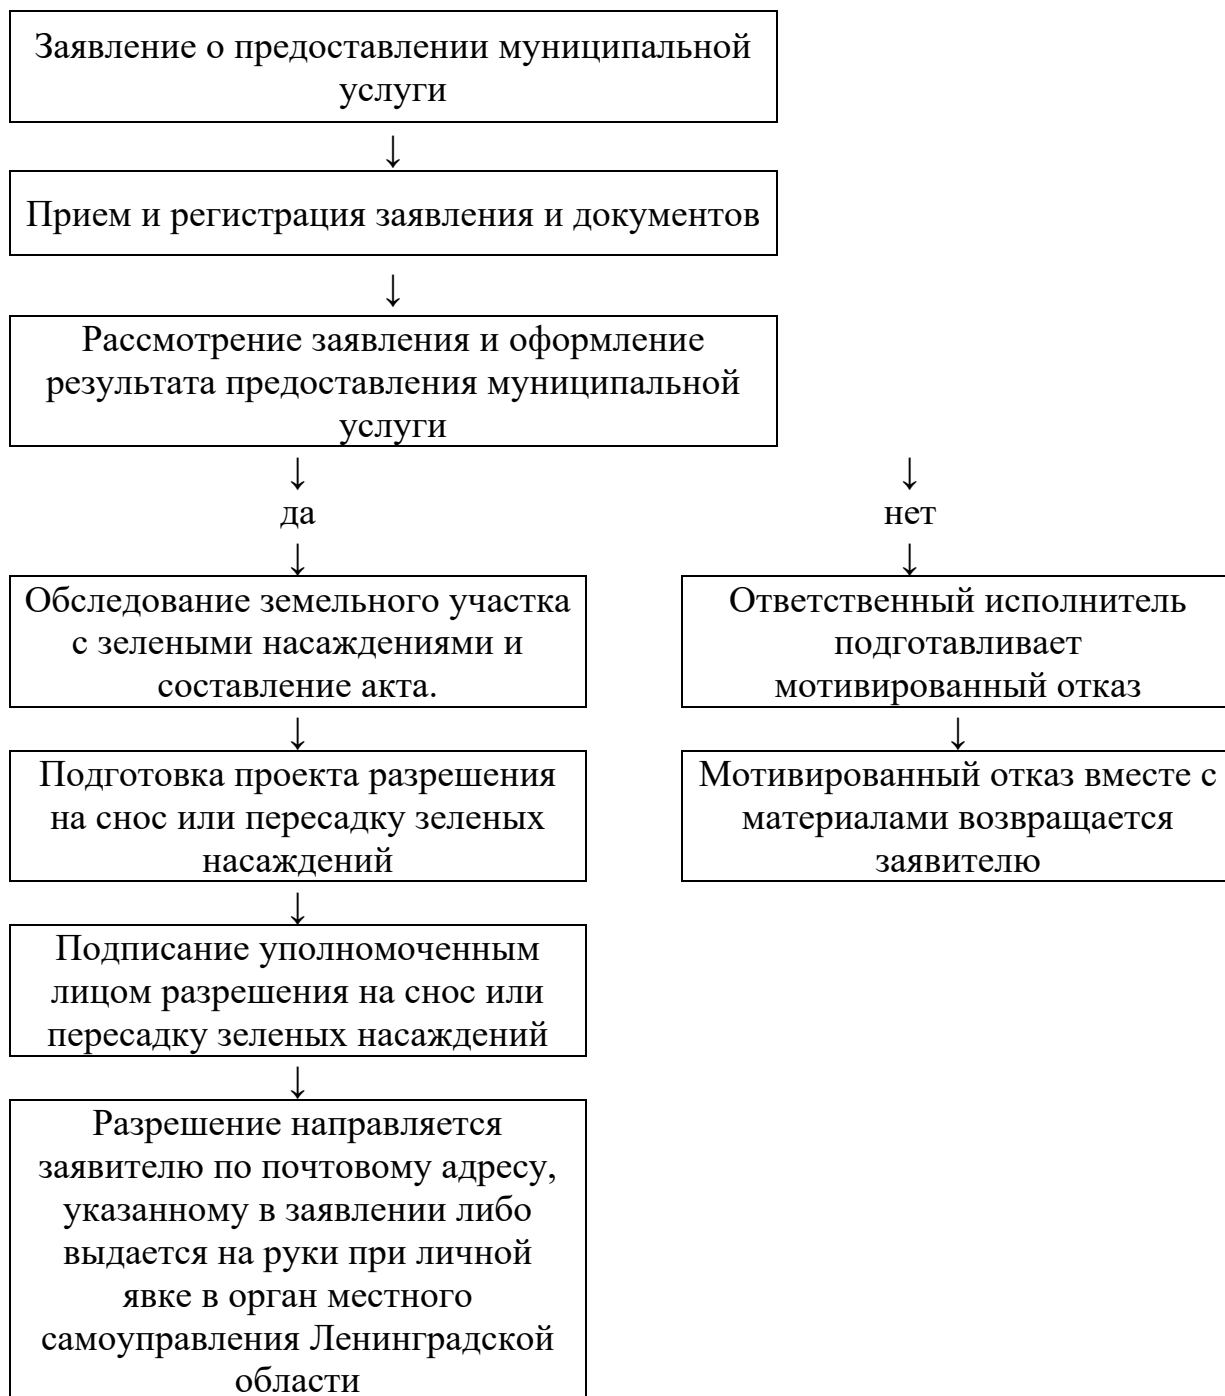 Заявление о предоставлении муниципальной
услуги
↓
Прием и регистрация заявления и документов
↓
Рассмотрение заявления и оформление
результата предоставления муниципальной
услуги
↓
↓
да
нет
↓
↓
Обследование земельного участка
с зелеными насаждениями и
составление акта.
Ответственный исполнитель
подготавливает
мотивированный отказ
↓
↓
Подготовка проекта разрешения
на снос или пересадку зеленых
насаждений
Мотивированный отказ вместе с
материалами возвращается
заявителю
↓
Подписание уполномоченным
лицом разрешения на снос или
пересадку зеленых насаждений
↓
Разрешение направляется
заявителю по почтовому адресу,
указанному в заявлении либо
выдается на руки при личной
явке в орган местного
самоуправления Ленинградской
области